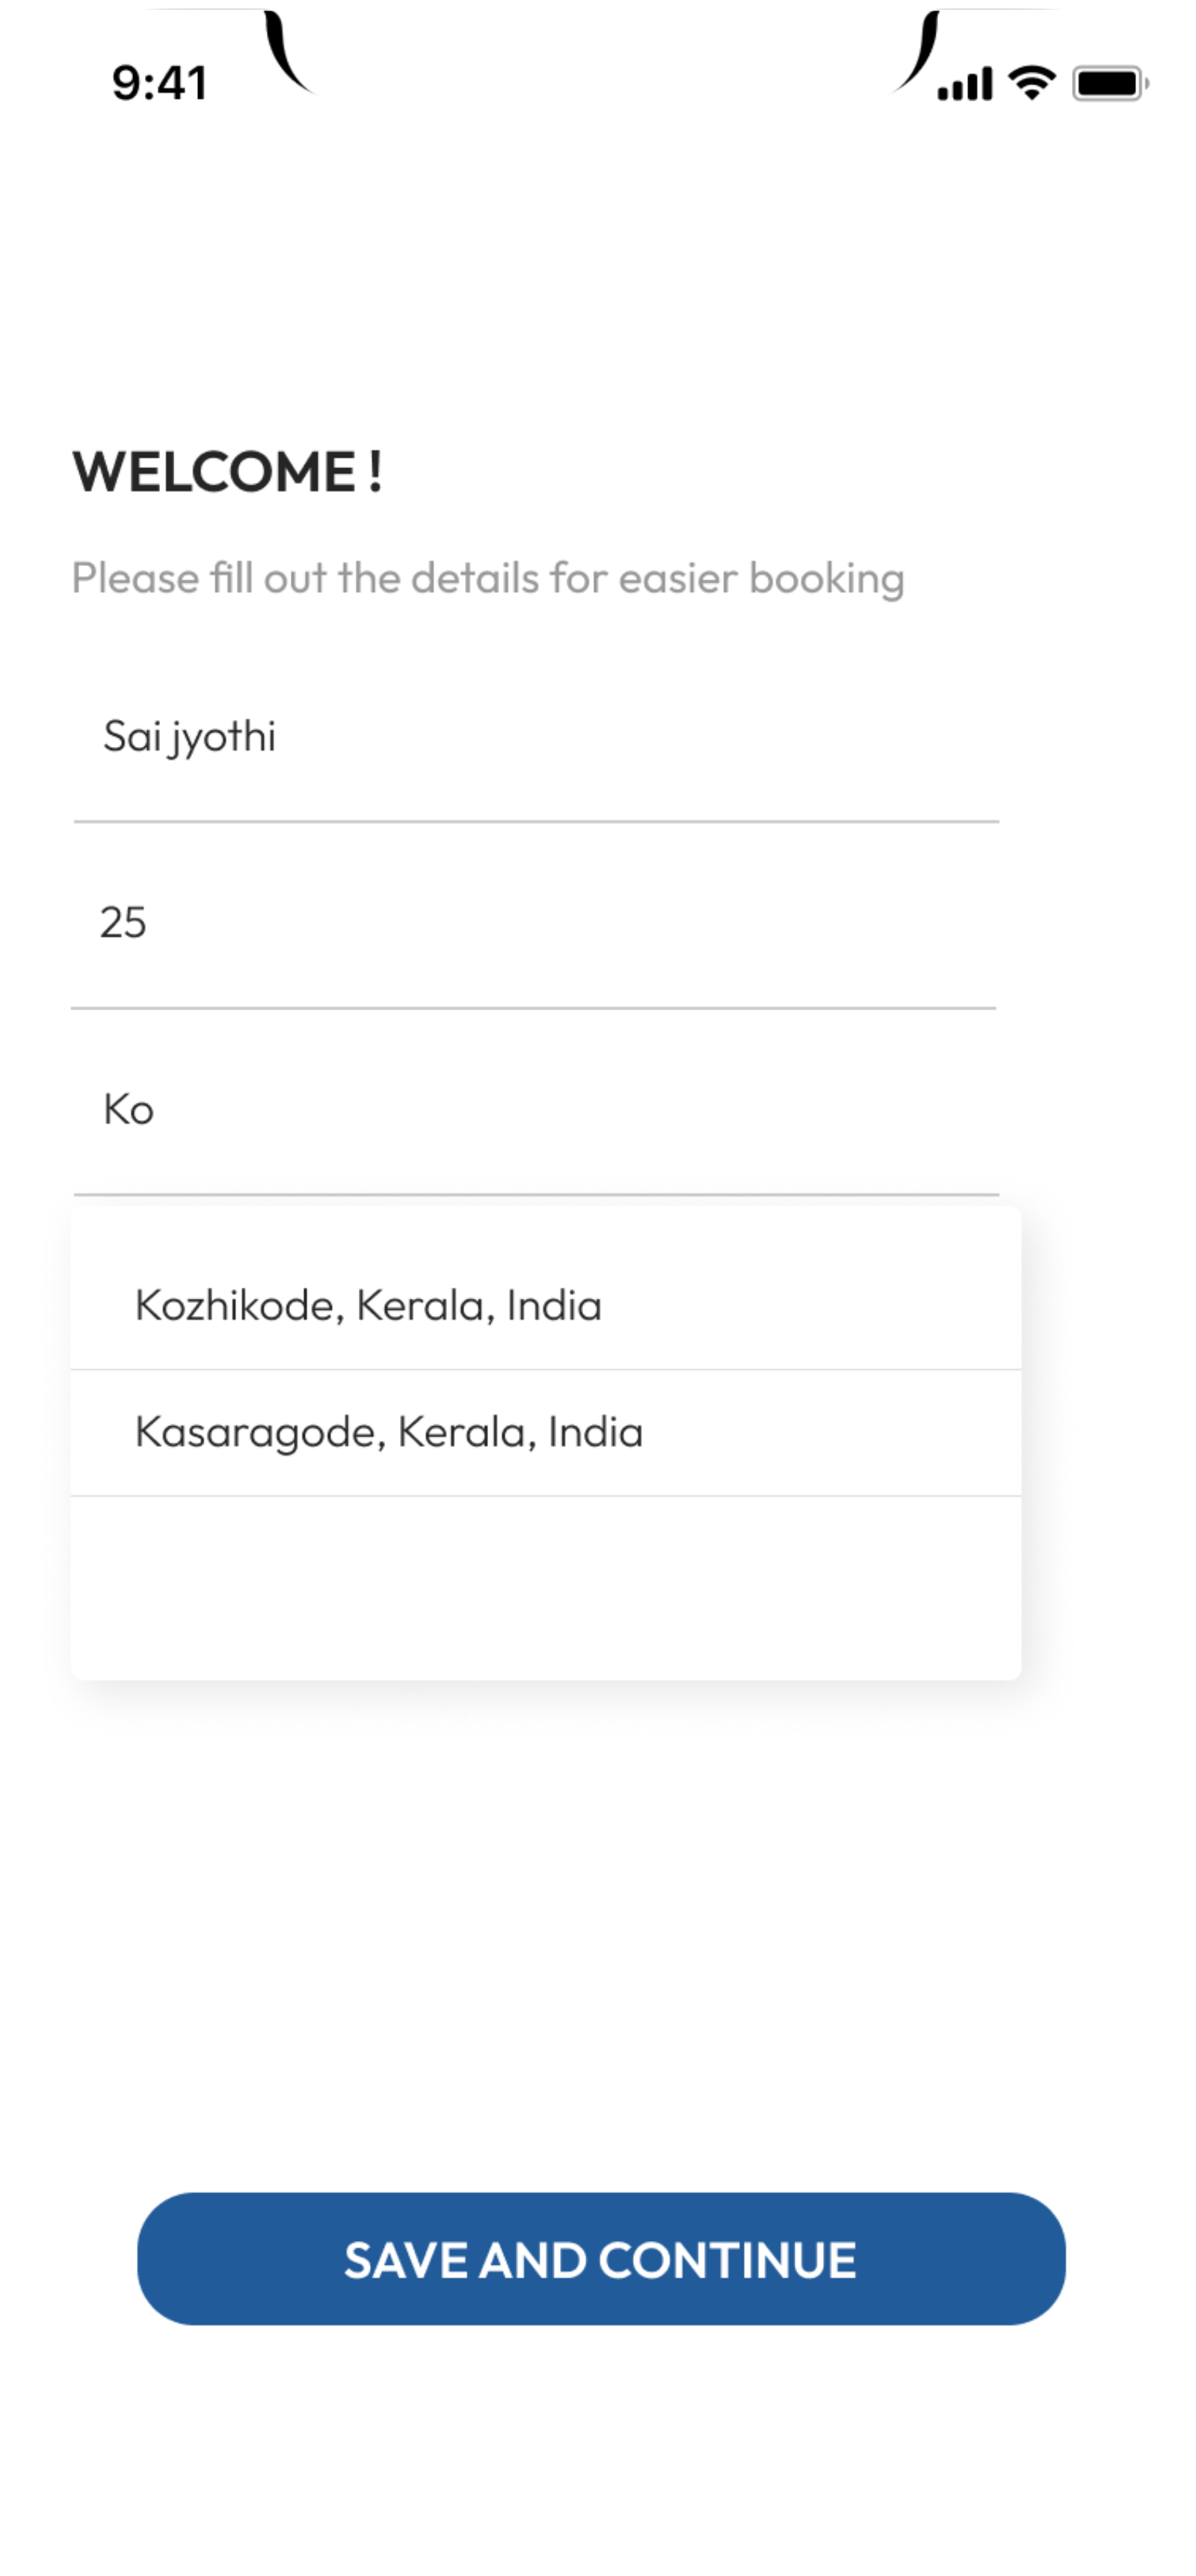 9:41
WELCOME !
Please fill out the details for easier booking
Sai jyothi
25
Ko
Kozhikode, Kerala, India
Kasaragode, Kerala, India
SAVE AND CONTINUE